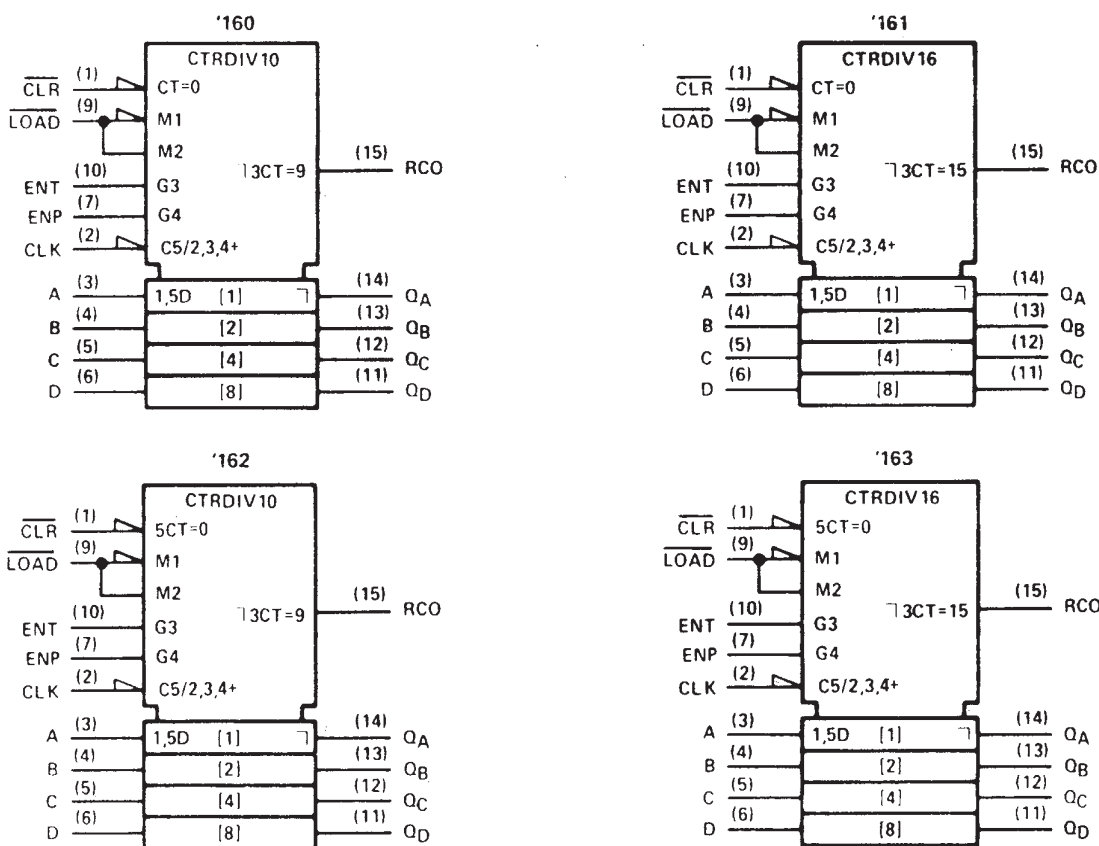 '160
CTRDIV10
CLR (1) CT=0
LOAD (9) M1
M2
ENT (10) G3
ENP (7) G4
CLK (2) C5/2,3,4+
⌝3CT=9 (15) RCO
A (3) 1,5D [1] ⌝ (14) QA
B (4) [2] (13) QB
C (5) [4] (12) QC
D (6) [8] (11) QD
'161
CTRDIV16
CLR (1) CT=0
LOAD (9) M1
M2
ENT (10) G3
ENP (7) G4
CLK (2) C5/2,3,4+
⌝3CT=15 (15) RCO
A (3) 1,5D [1] ⌝ (14) QA
B (4) [2] (13) QB
C (5) [4] (12) QC
D (6) [8] (11) QD
'162
CTRDIV10
CLR (1) 5CT=0
LOAD (9) M1
M2
ENT (10) G3
ENP (7) G4
CLK (2) C5/2,3,4+
⌝3CT=9 (15) RCO
A (3) 1,5D [1] ⌝ (14) QA
B (4) [2] (13) QB
C (5) [4] (12) QC
D (6) [8] (11) QD
'163
CTRDIV16
CLR (1) 5CT=0
LOAD (9) M1
M2
ENT (10) G3
ENP (7) G4
CLK (2) C5/2,3,4+
⌝3CT=15 (15) RCO
A (3) 1,5D [1] ⌝ (14) QA
B (4) [2] (13) QB
C (5) [4] (12) QC
D (6) [8] (11) QD